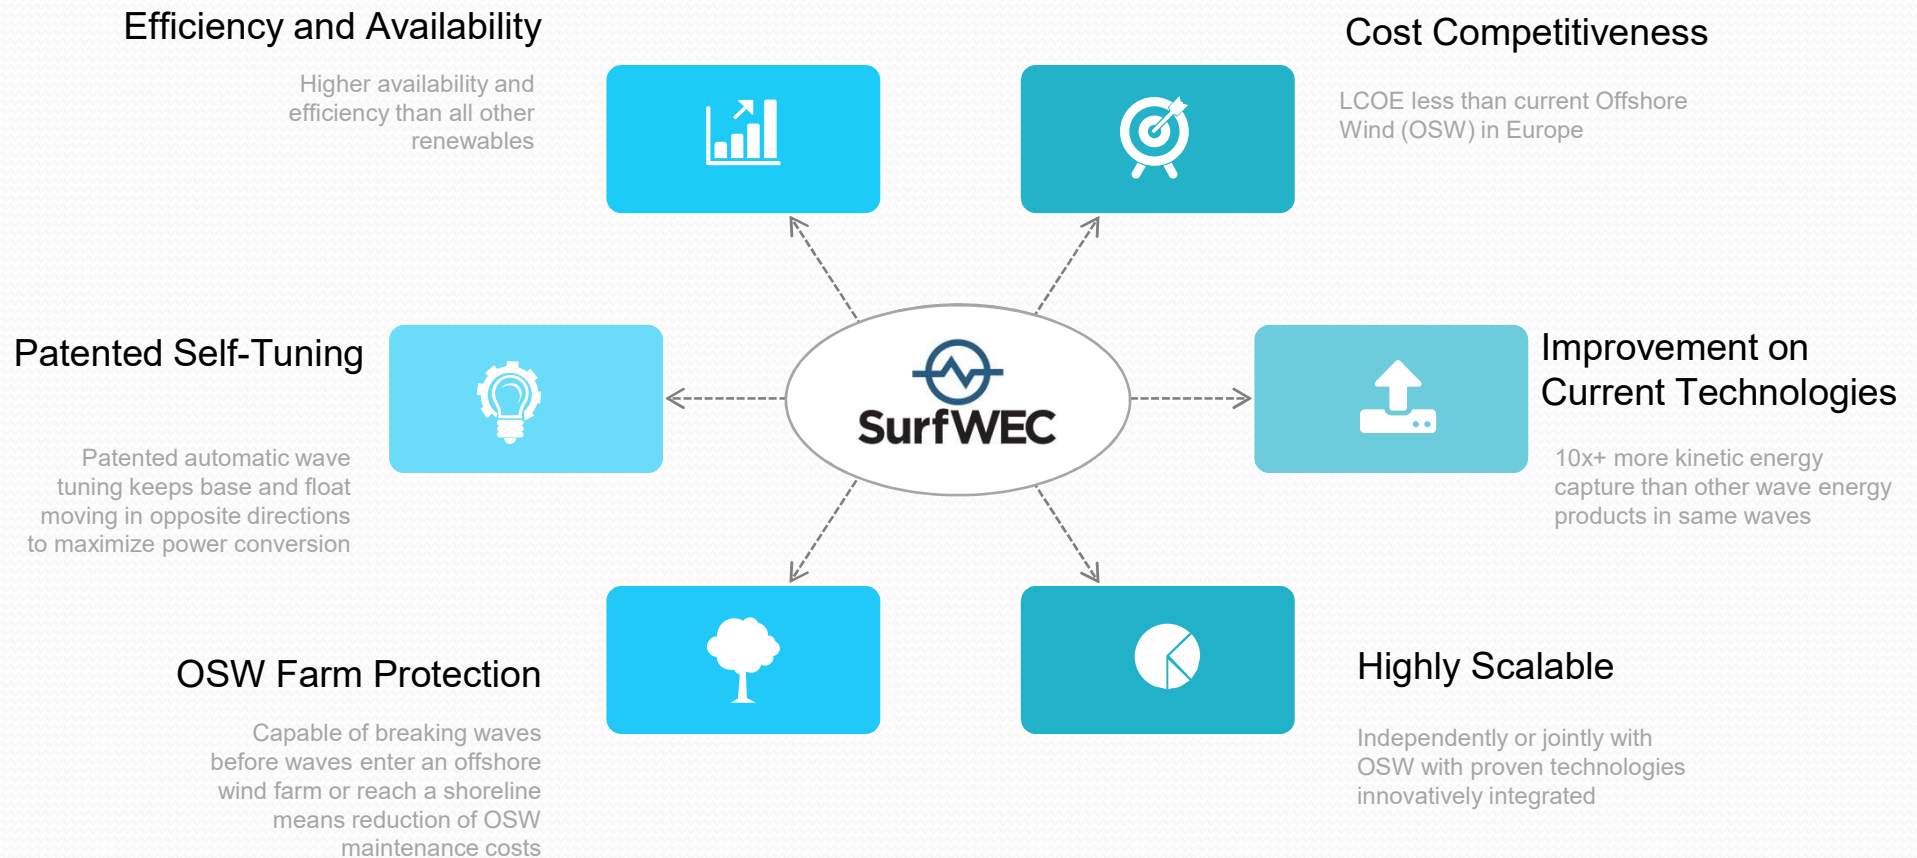 Efficiency and Availability
Higher availability and
efficiency than all other
renewables
Cost Competitiveness
LCOE less than current Offshore
Wind (OSW) in Europe
Patented Self-Tuning
Patented automatic wave
tuning keeps base and float
moving in opposite directions
to maximize power conversion
SurfWEC
Improvement on
Current Technologies
10x+ more kinetic energy
capture than other wave energy
products in same waves
OSW Farm Protection
Capable of breaking waves
before waves enter an offshore
wind farm or reach a shoreline
means reduction of OSW
maintenance costs
Highly Scalable
Independently or jointly with
OSW with proven technologies
innovatively integrated